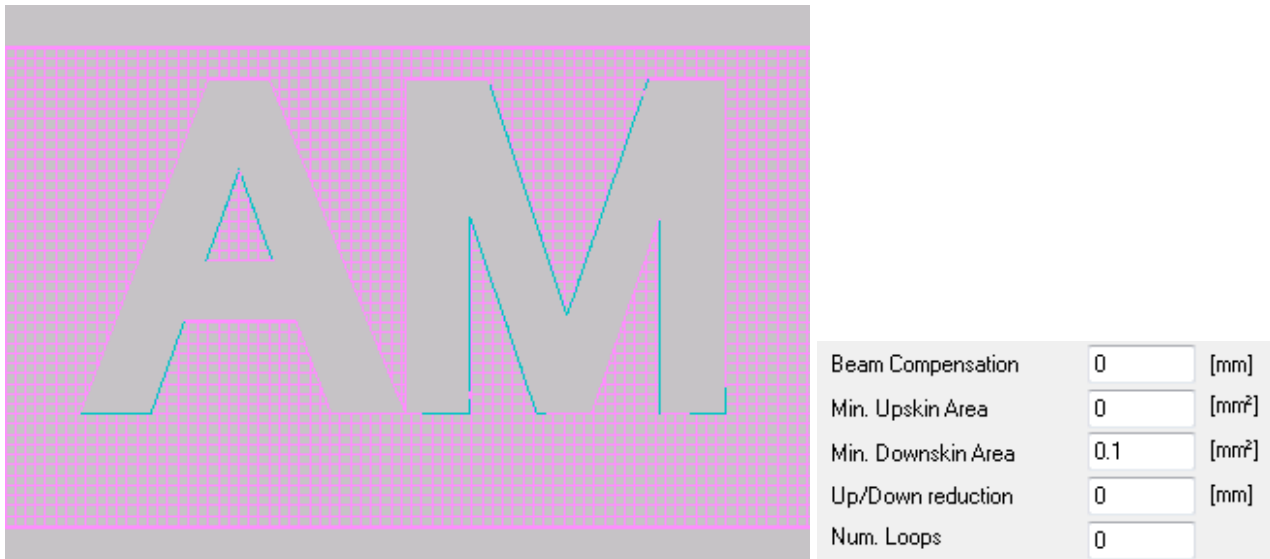 AM
Beam Compensation 0 [mm]
Min. Upskin Area 0 [mm²]
Min. Downskin Area 0.1 [mm²]
Up/Down reduction 0 [mm]
Num. Loops 0